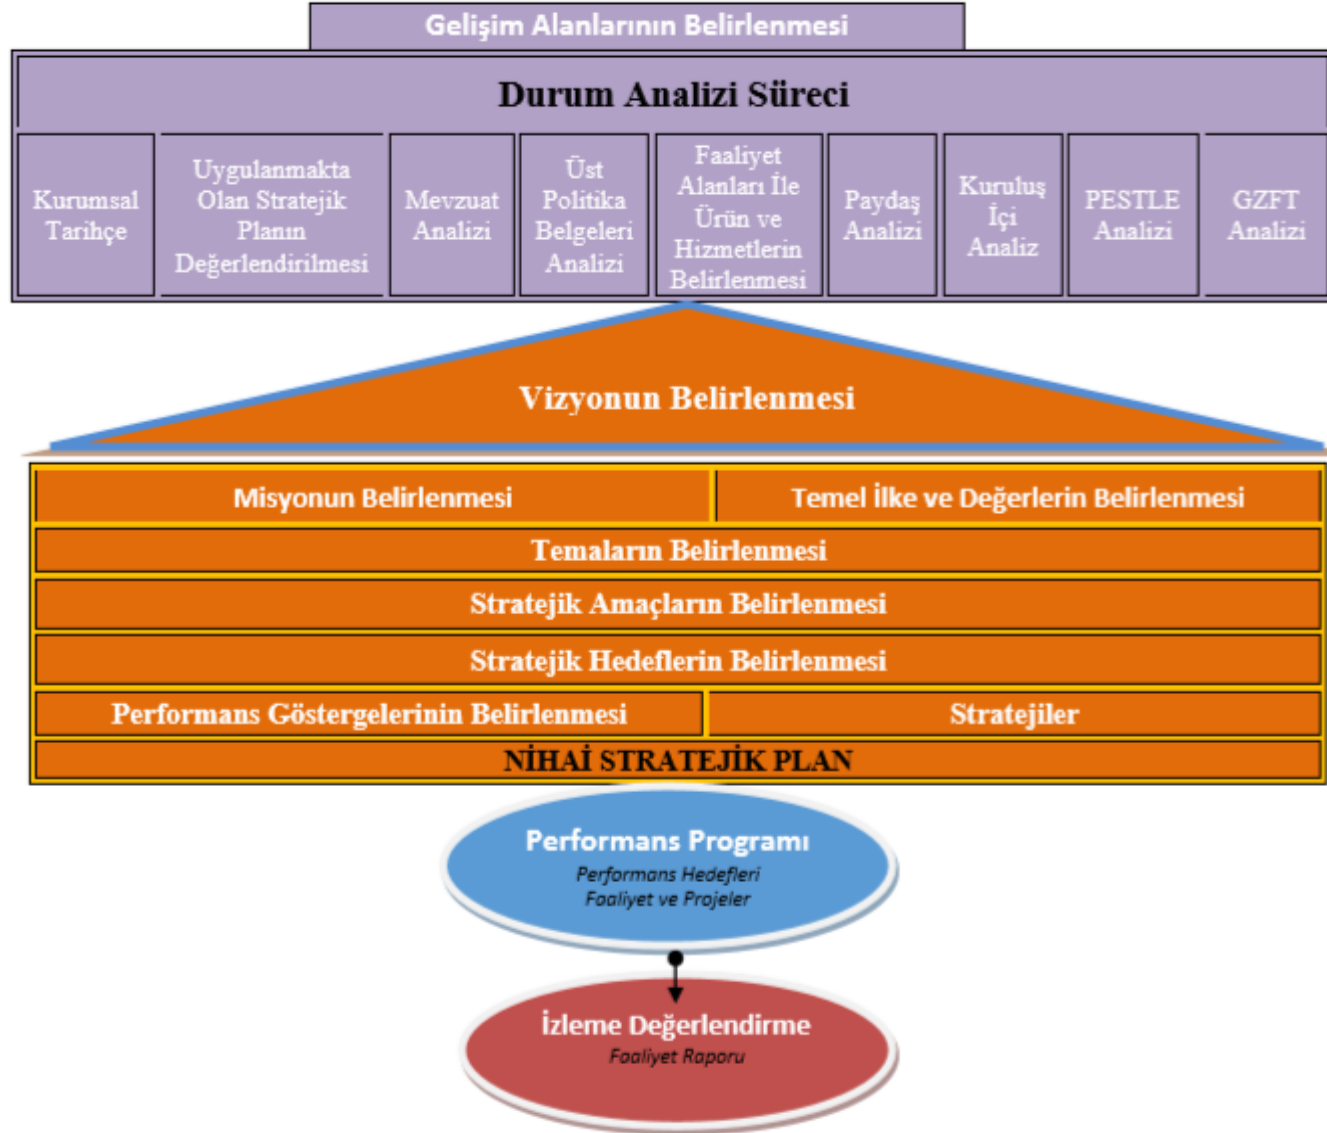 Gelişim Alanlarının Belirlenmesi
Durum Analizi Süreci
Kurumsal
Tarihçe
Uygulanmakta
Olan Stratejik
Planın
Değerlendirilmesi
Mevzuat
Analizi
Üst
Politika
Belgeleri
Analizi
Faaliyet
Alanları İle
Ürün ve
Hizmetlerin
Belirlenmesi
Paydaş
Analizi
Kuruluş
İçi
Analiz
PESTLE
Analizi
GZFT
Analizi
Vizyonun Belirlenmesi
Misyonun Belirlenmesi
Temel İlke ve Değerlerin Belirlenmesi
Temaların Belirlenmesi
Stratejik Amaçların Belirlenmesi
Stratejik Hedeflerin Belirlenmesi
Performans Göstergelerinin Belirlenmesi
Stratejiler
NİHAİ STRATEJİK PLAN
Performans Programı
Performans Hedefleri
Faaliyet ve Projeler
İzleme Değerlendirme
Faaliyet Raporu